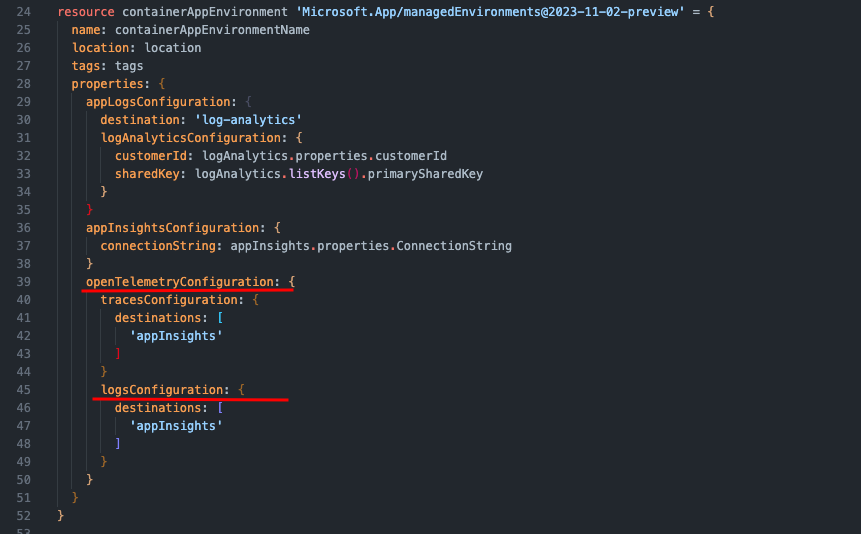 24 resource containerAppEnvironment 'Microsoft.App/managedEnvironments@2023-11-02-preview' = {
25   name: containerAppEnvironmentName
26   location: location
27   tags: tags
28   properties: {
29     appLogsConfiguration: {
30       destination: 'log-analytics'
31       logAnalyticsConfiguration: {
32         customerId: logAnalytics.properties.customerId
33         sharedKey: logAnalytics.listKeys().primarySharedKey
34       }
35     }
36     appInsightsConfiguration: {
37       connectionString: appInsights.properties.ConnectionString
38     }
39     openTelemetryConfiguration: {
40       tracesConfiguration: {
41         destinations: [
42           'appInsights'
43         ]
44       }
45       logsConfiguration: {
46         destinations: [
47           'appInsights'
48         ]
49       }
50     }
51   }
52 }
53